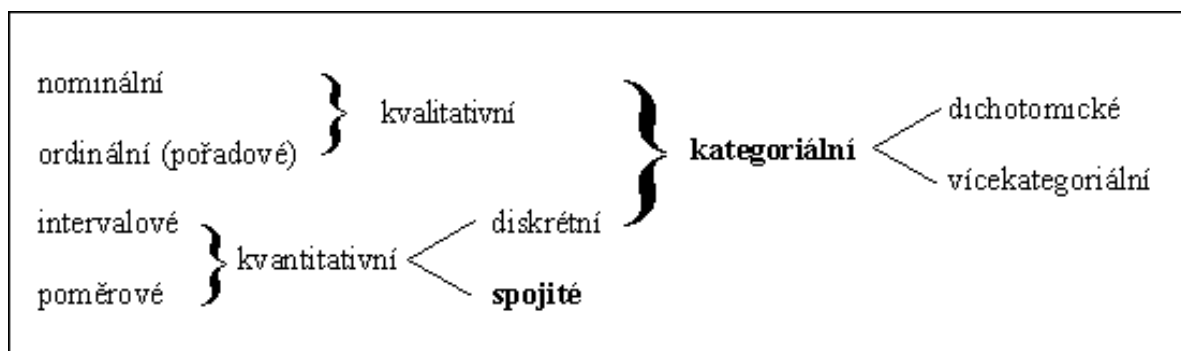 nominální
kvalitativní
ordinální (pořadové)
intervalové
kvantitativní
poměrové
diskrétní
spojité
kategoriální
dichotomické
vícekategoriální